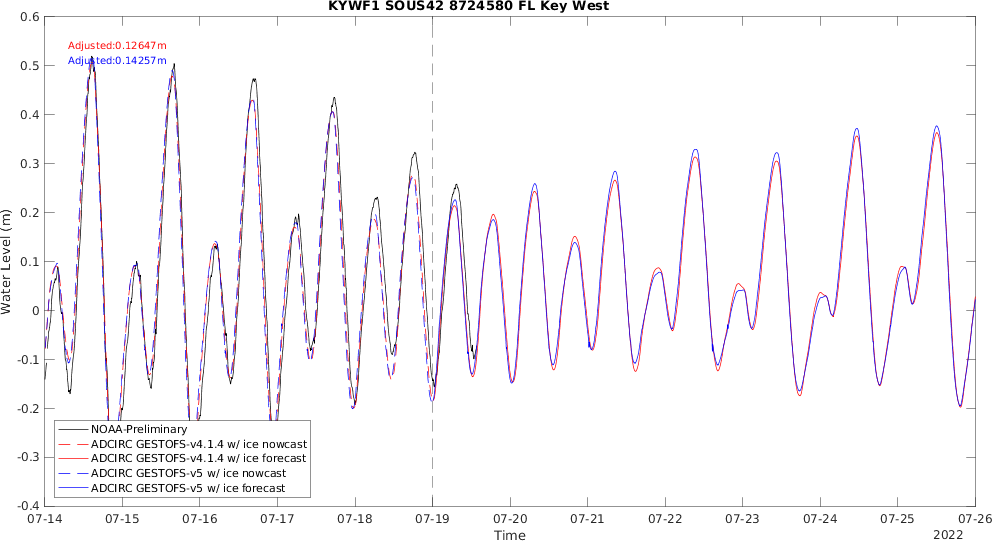 KYWF1 SOUS42 8724580 FL Key West
0.6
0.5
0.4
0.3
0.2
0.1
0
-0.1
-0.2
-0.3
-0.4
Water Level (m)
Adjusted:0.12647m
Adjusted:0.14257m
NOAA-Preliminary
ADCIRC GESTOFS-v4.1.4 w/ ice nowcast
ADCIRC GESTOFS-v4.1.4 w/ ice forecast
ADCIRC GESTOFS-v5 w/ ice nowcast
ADCIRC GESTOFS-v5 w/ ice forecast
07-14 07-15 07-16 07-17 07-18 07-19 07-20 07-21 07-22 07-23 07-24 07-25 07-26
Time
2022